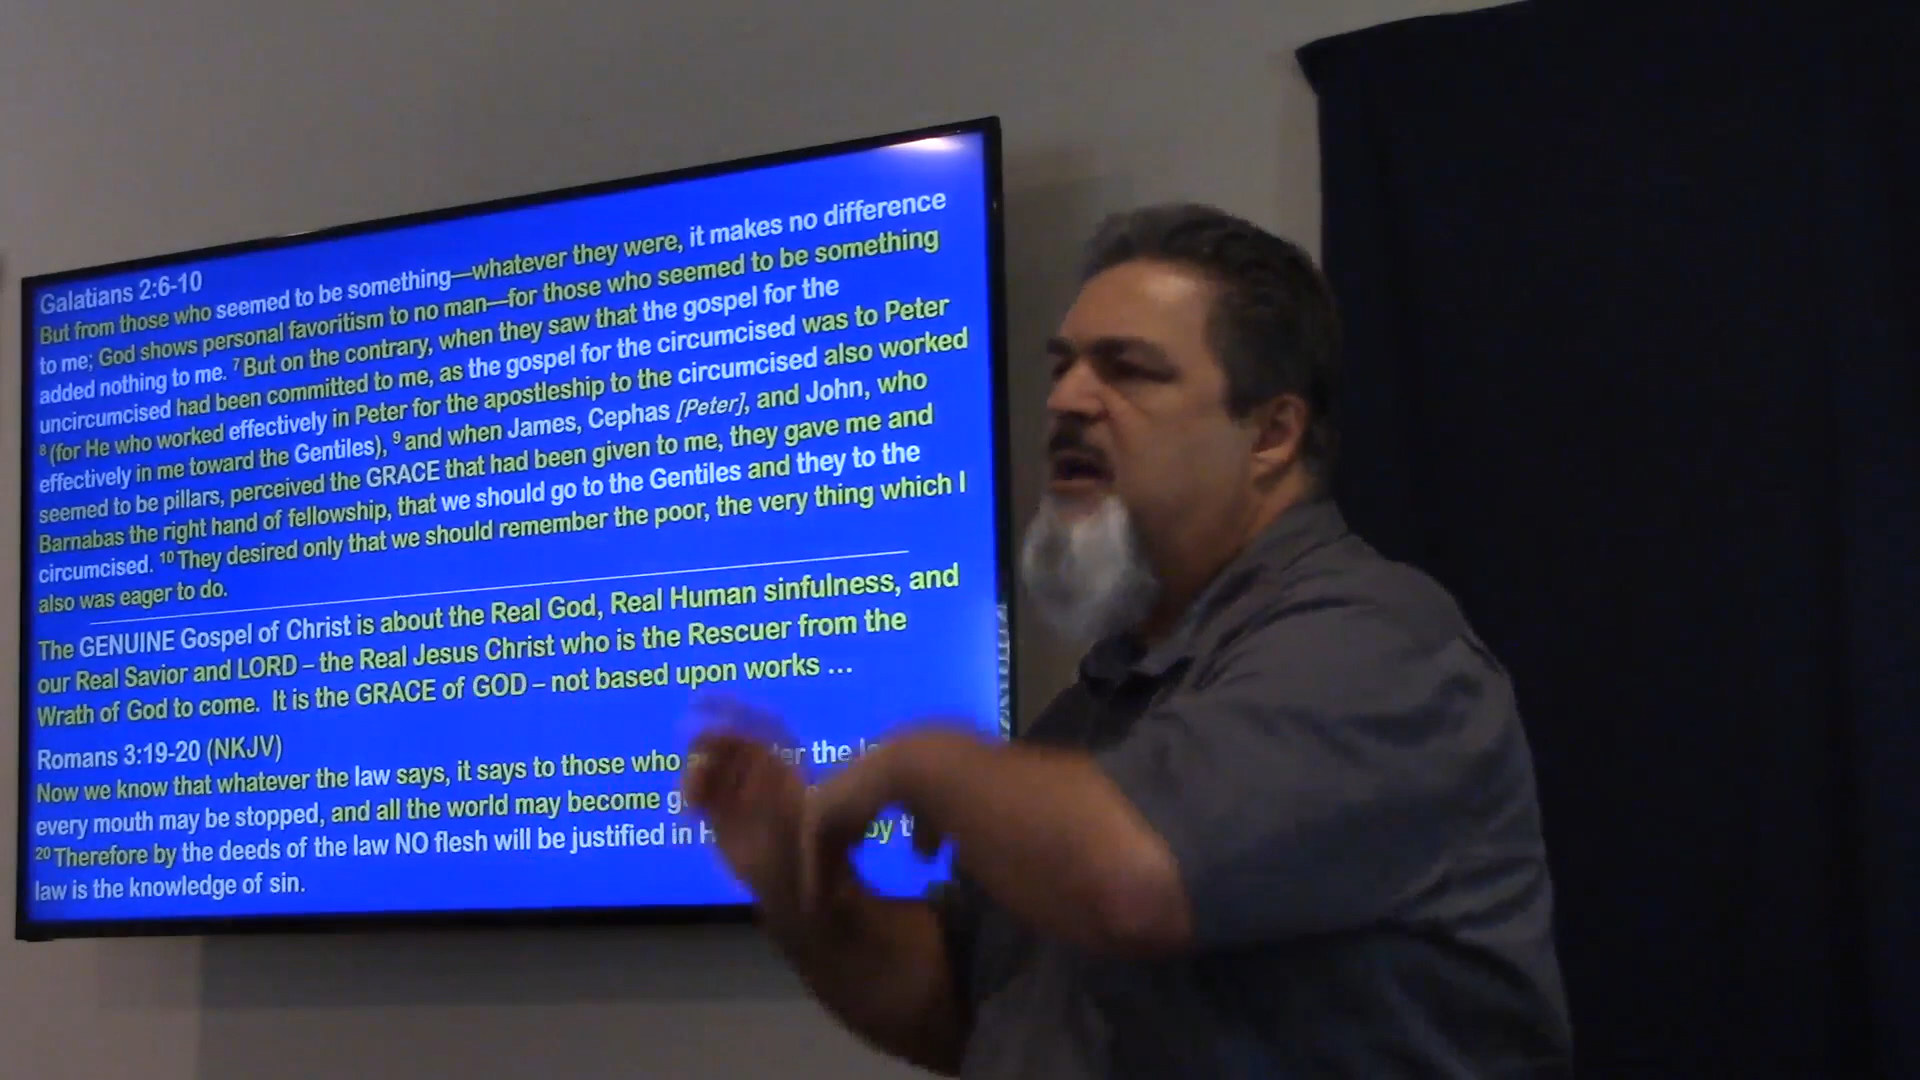 Galatians 2:6-10
But from those who seemed to be something—whatever they were, it makes no difference
to me; God shows personal favoritism to no man—for those who seemed to be something
added nothing to me. 7 But on the contrary, when they saw that the gospel for the
uncircumcised had been committed to me, as the gospel for the circumcised was to Peter
8 (for He who worked effectively in Peter for the apostleship to the circumcised also worked
effectively in me toward the Gentiles), 9 and when James, Cephas [Peter], and John, who
seemed to be pillars, perceived the GRACE that had been given to me, they gave me and
Barnabas the right hand of fellowship, that we should go to the Gentiles and they to the
circumcised. 10 They desired only that we should remember the poor, the very thing which I
also was eager to do.
The GENUINE Gospel of Christ is about the Real God, Real Human sinfulness, and
our Real Savior and LORD – the Real Jesus Christ who is the Rescuer from the
Wrath of God to come. It is the GRACE of GOD – not based upon works ...
Romans 3:19-20 (NKJV)
Now we know that whatever the law says, it says to those who the
every mouth may be stopped, and all the world may become
20 Therefore by the deeds of the law NO flesh will be justified in by
law is the knowledge of sin.